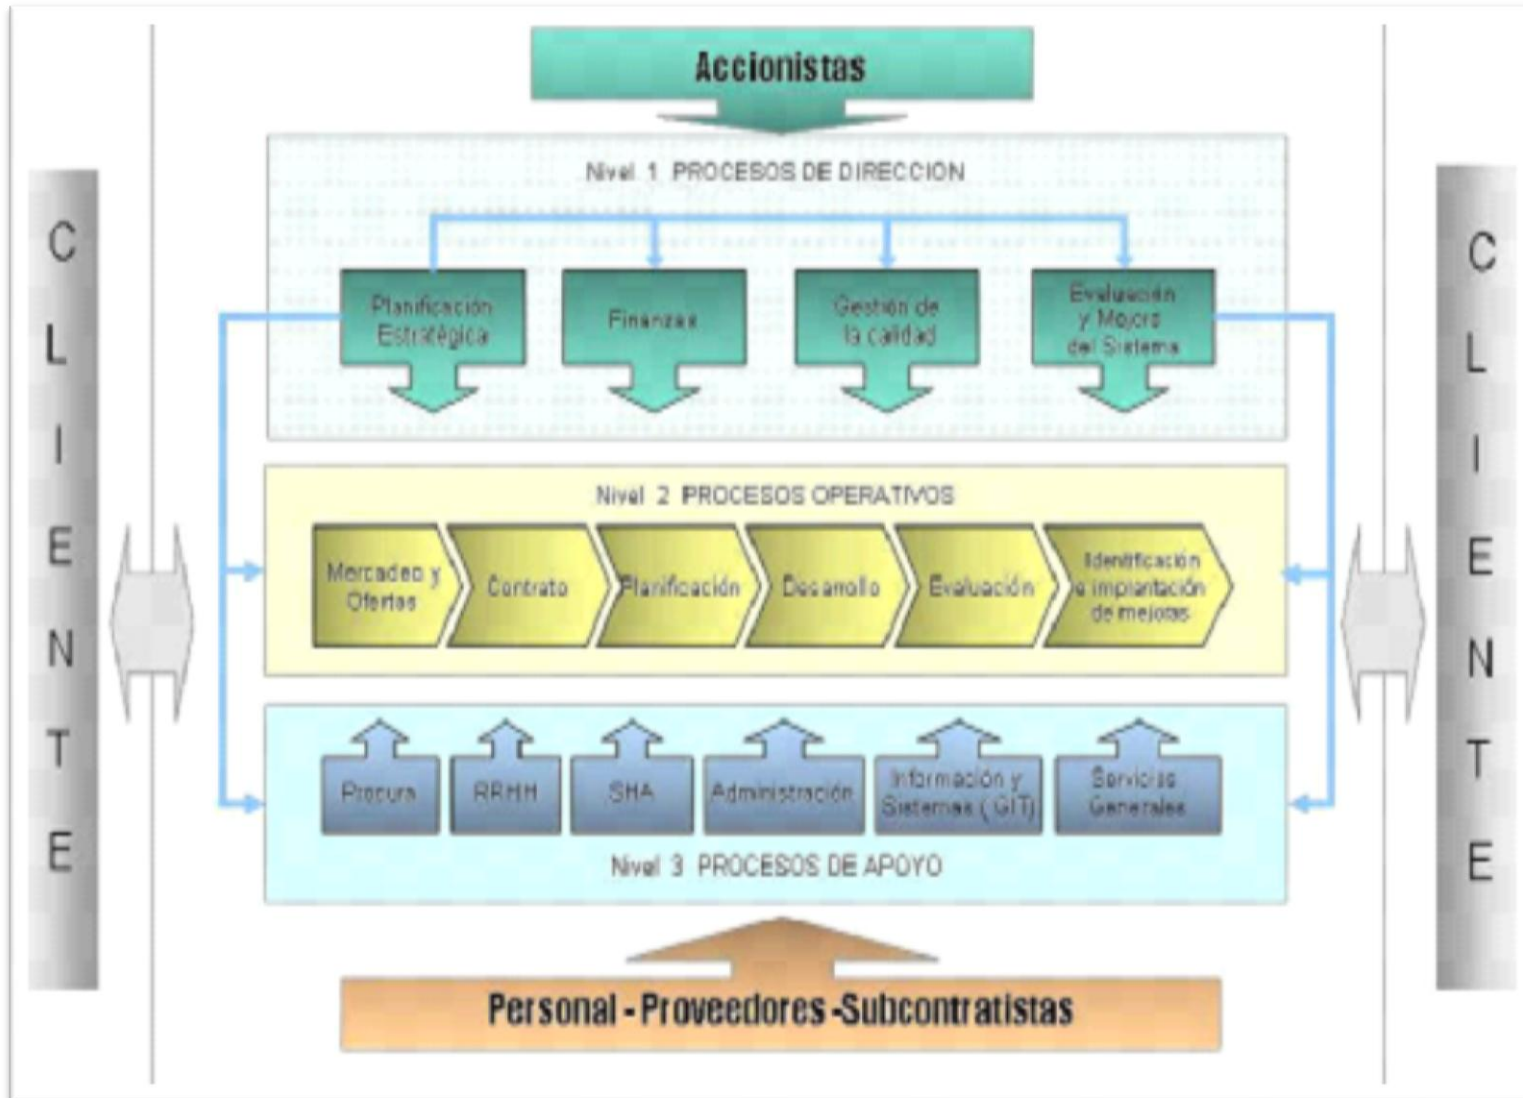 Accionistas
Nivel 1 PROCESOS DE DIRECCION
Planificación
Estratégica
Finanzas
Gestión de
la calidad
Evaluación
y Mejora
del Sistema
CLIENTE
Nivel 2 PROCESOS OPERATIVOS
Mercadeo y
Ofertas
Contrato
Planificación
Desarrollo
Evaluación
Identificación
e implantación
de mejoras
Procura
RRHH
SHA
Administración
Información y
Sistemas ( GIT)
Servicios
Generales
Nivel 3 PROCESOS DE APOYO
CLIENTE
Personal - Proveedores -Subcontratistas